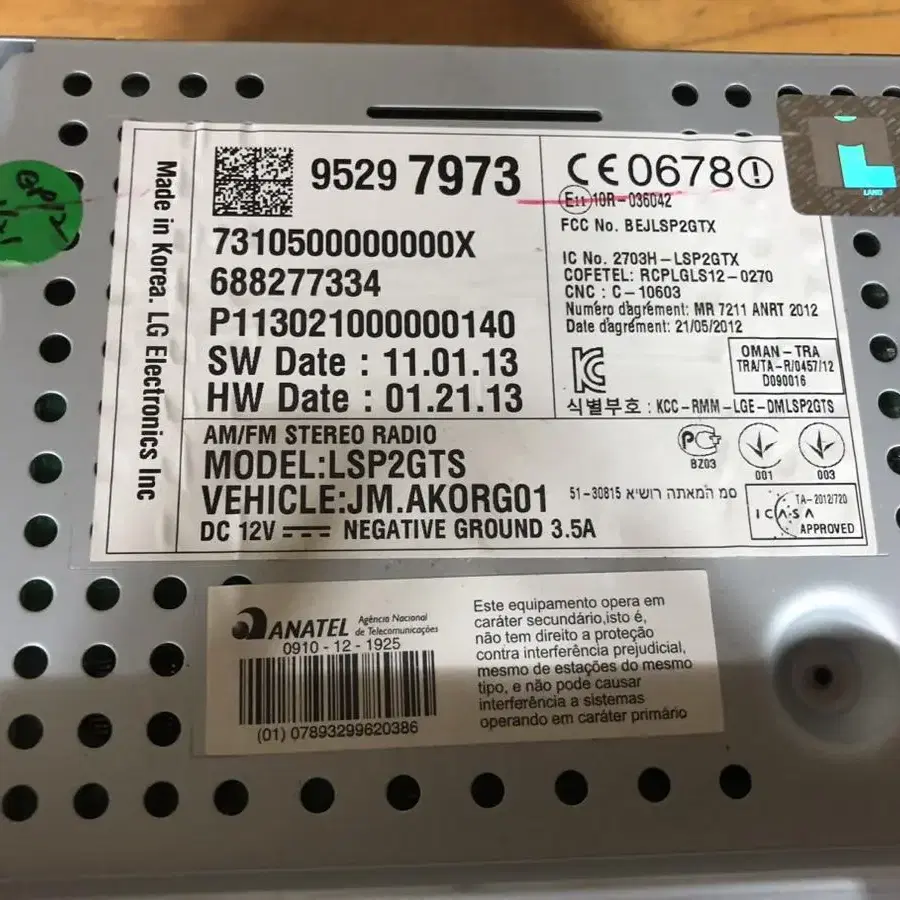 Made in Korea. LG Electronics Inc
9529 7973
7310500000000X
688277334
P113021000000140
SW Date : 11.01.13
HW Date : 01.21.13
AM/FM STEREO RADIO
MODEL:LSP2GTS
VEHICLE:JM.AKORG01
DC 12V NEGATIVE GROUND 3.5A
CE0678
E11 10R-036042
FCC No. BEJLSP2GTX
IC No. 2703H-LSP2GTX
COFETEL: RCPLGLS12-0270
CNC : C-10603
Numéro d'agrément: MR 7211 ANRT 2012
Date d'agrément: 21/05/2012
OMAN-TRA
TRA/TA-R/0457/12
D090016
식별부호 : KCC-RMM-LGE-DMLSP2GTS
BZ03
001
003
51-30815 סמ המאתה רושיא
TA-2012/720
ICASA
APPROVED
LAND
ANATEL
Agência Nacional
de Telecomunicações
0910-12-1925
(01) 07893299620386
Este equipamento opera em
caráter secundário,isto é,
não tem direito a proteção
contra interferência prejudicial,
mesmo de estações do mesmo
tipo, e não pode causar
interferência a sistemas
operando em caráter primário